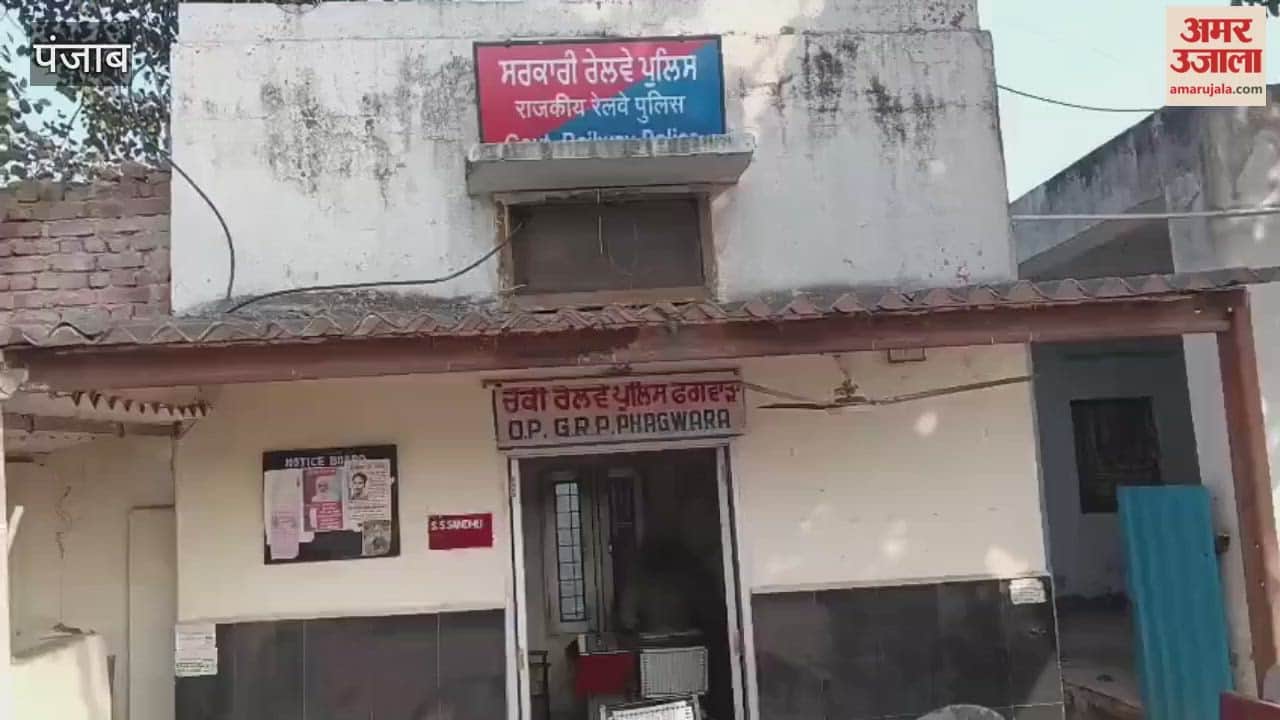 पंजाब
अमर
उजाला
amarujala.com
ਸਰਕਾਰੀ ਰੇਲਵੇ ਪੁਲਿਸ
राजकीय रेलवे पुलिस
Govt. Railway Police
ਚੌਕੀ ਰੇਲਵੇ ਪੁਲਿਸ ਫਗਵਾੜਾ
O.P. G.R.P. PHAGWARA
NOTICE BOARD
S.S SANDHU